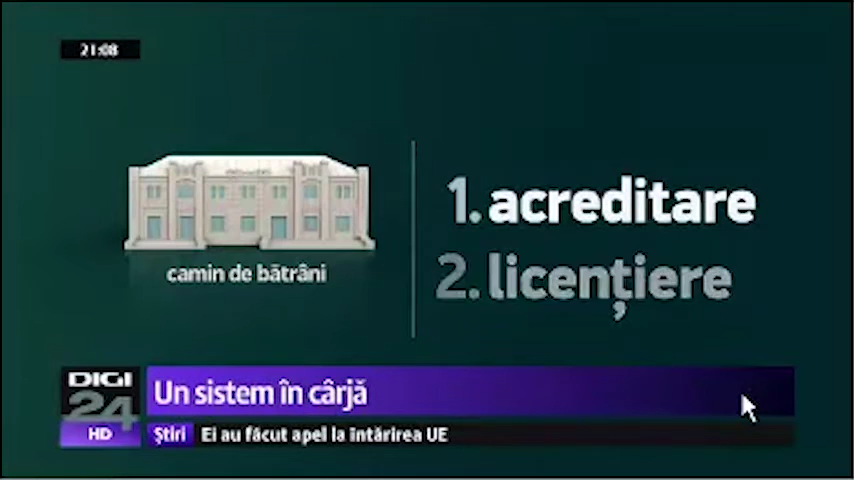 21:08
camin de bătrâni
1. acreditare
2. licențiere
DIGI
24
HD
Un sistem în cârjă
Știri
Ei au făcut apel la întărirea UE